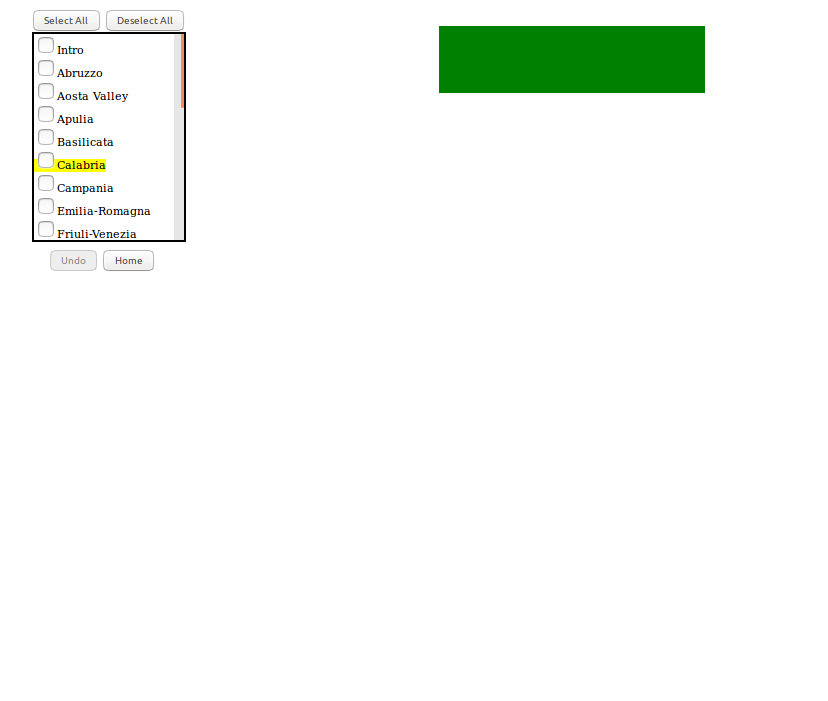 Select All Deselect All
Intro
Abruzzo
Aosta Valley
Apulia
Basilicata
Calabria
Campania
Emilia-Romagna
Friuli-Venezia
Undo Home